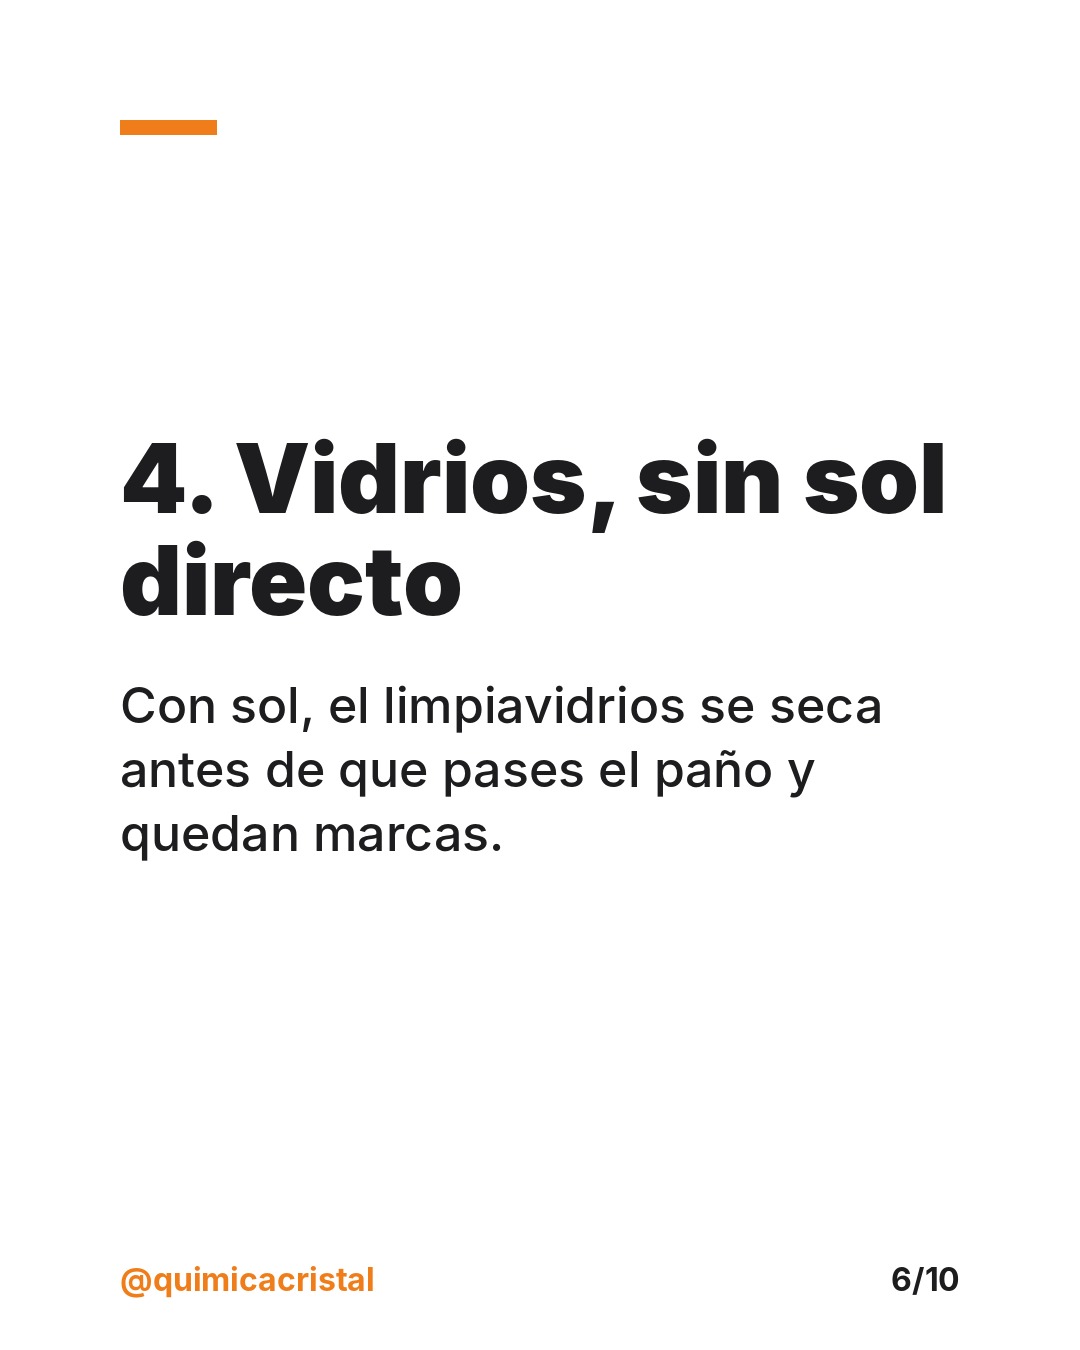 4. Vidrios, sin sol
directo
Con sol, el limpiavidrios se seca
antes de que pases el paño y
quedan marcas.
@quimicacristal
6/10